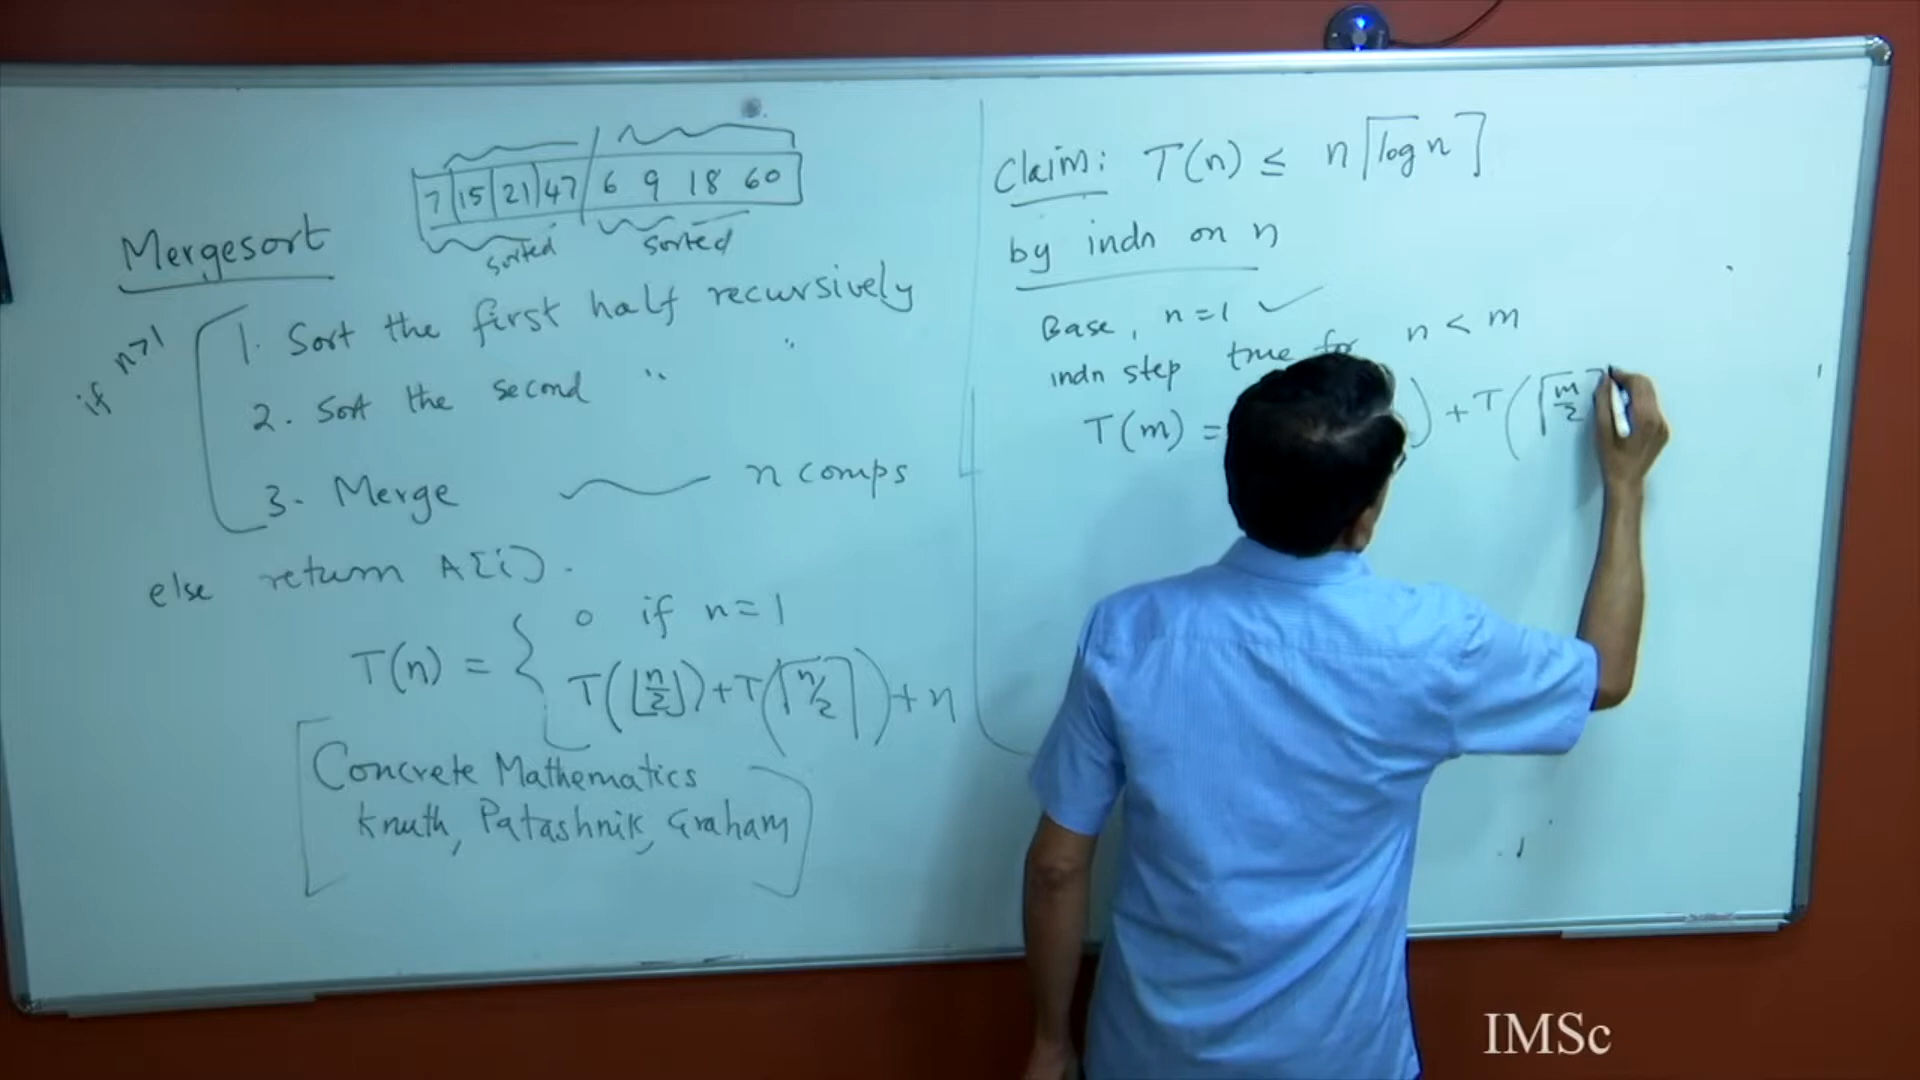 7 15 21 47 6 9 18 60
sorted sorted
Mergesort
if n>1
1. Sort the first half recursively
2. Sort the second " "
3. Merge n comps
else return A[i].
T(n) = { 0 if n=1
T(⌊n/2⌋)+T(⌈n/2⌉)+n
Concrete Mathematics
Knuth, Patashnik, Graham
Claim: T(n) ≤ n⌈log n⌉
by indn on n
Base, n=1 ✓
indn step true for n < m
T(m) = ) + T(⌈m/2⌉
IMSc